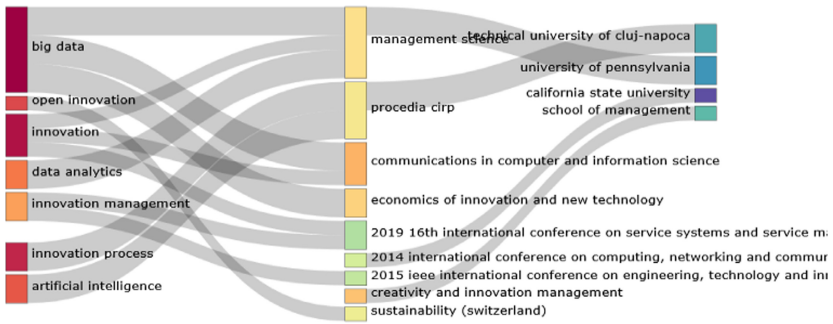 big data
open innovation
innovation
data analytics
innovation management
innovation process
artificial intelligence
management science
procedia cirp
communications in computer and information science
economics of innovation and new technology
2019 16th international conference on service systems and service
2014 international conference on computing, networking and
2015 ieee international conference on engineering, technology and
creativity and innovation management
sustainability (switzerland)
technical university of cluj-napoca
university of pennsylvania
california state university
school of management